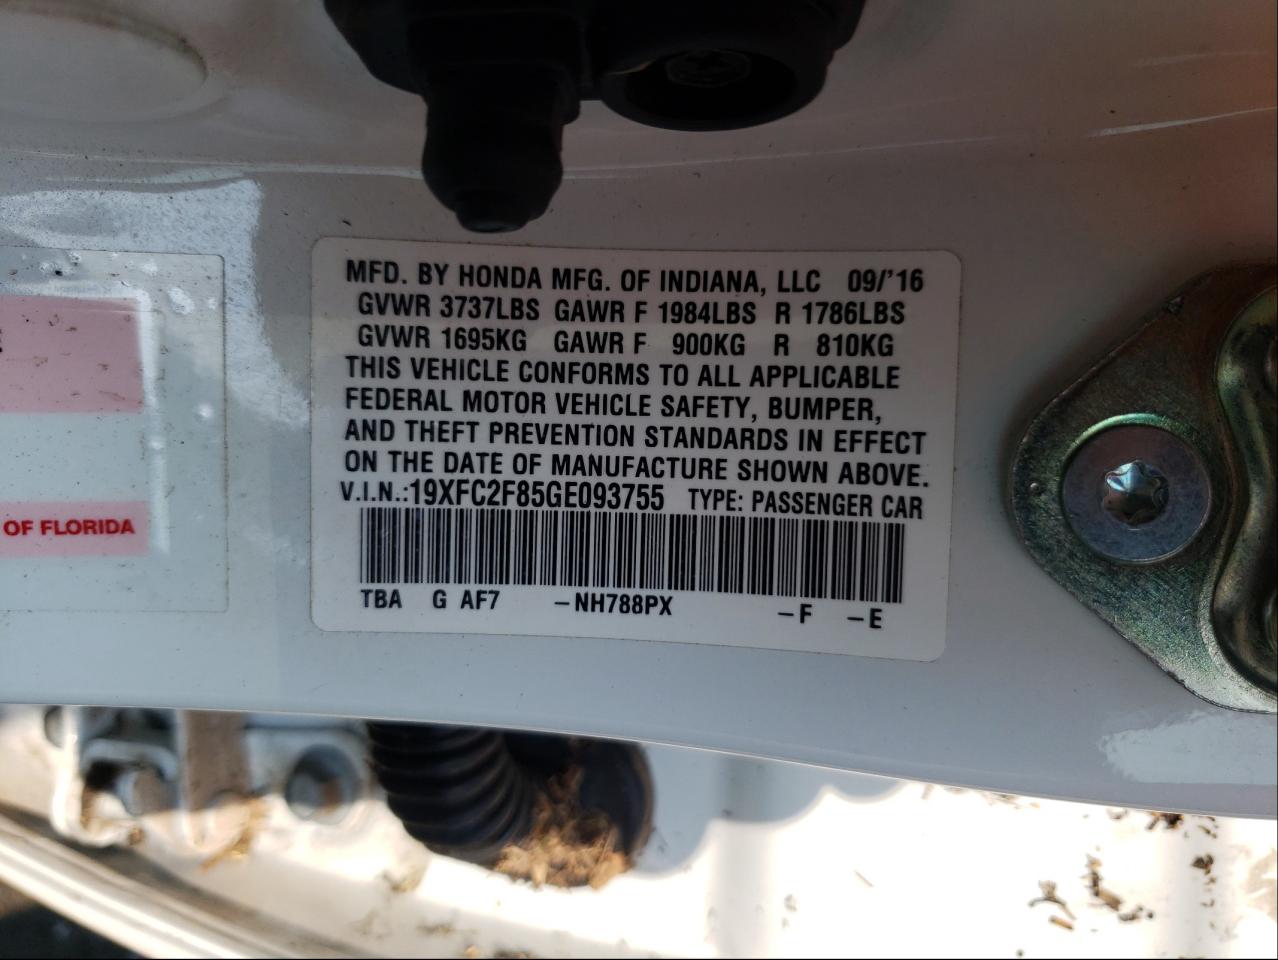 MFD. BY HONDA MFG. OF INDIANA, LLC 09/'16
GVWR 3737LBS GAWR F 1984LBS R 1786LBS
GVWR 1695KG GAWR F 900KG R 810KG
THIS VEHICLE CONFORMS TO ALL APPLICABLE
FEDERAL MOTOR VEHICLE SAFETY, BUMPER,
AND THEFT PREVENTION STANDARDS IN EFFECT
ON THE DATE OF MANUFACTURE SHOWN ABOVE.
V.I.N.:19XFC2F85GE093755 TYPE: PASSENGER CAR
TBA G AF7 –NH788PX –F –E
OF FLORIDA